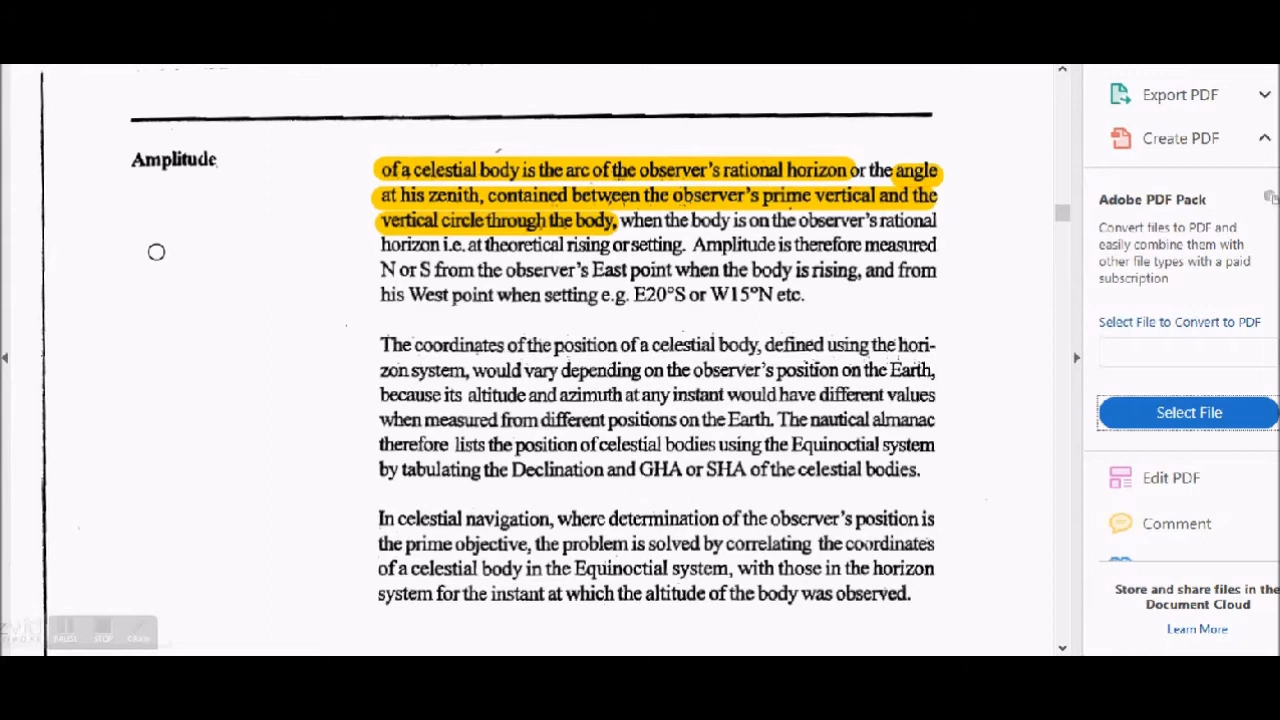 Amplitude
of a celestial body is the arc of the observer's rational horizon or the angle
at his zenith, contained between the observer's prime vertical and the
vertical circle through the body, when the body is on the observer's rational
horizon i.e. at theoretical rising or setting. Amplitude is therefore measured
N or S from the observer's East point when the body is rising, and from
his West point when setting e.g. E20°S or W15°N etc.
The coordinates of the position of a celestial body, defined using the hori-
zon system, would vary depending on the observer's position on the Earth,
because its altitude and azimuth at any instant would have different values
when measured from different positions on the Earth. The nautical almanac
therefore lists the position of celestial bodies using the Equinoctial system
by tabulating the Declination and GHA or SHA of the celestial bodies.
In celestial navigation, where determination of the observer's position is
the prime objective, the problem is solved by correlating the coordinates
of a celestial body in the Equinoctial system, with those in the horizon
system for the instant at which the altitude of the body was observed.
Export PDF
Create PDF
Adobe PDF Pack
Convert files to PDF and
easily combine them with
other file types with a paid
subscription
Select File to Convert to PDF
Select File
Edit PDF
Comment
Store and share files in the
Document Cloud
Learn More
PAUSE STOP DRAW